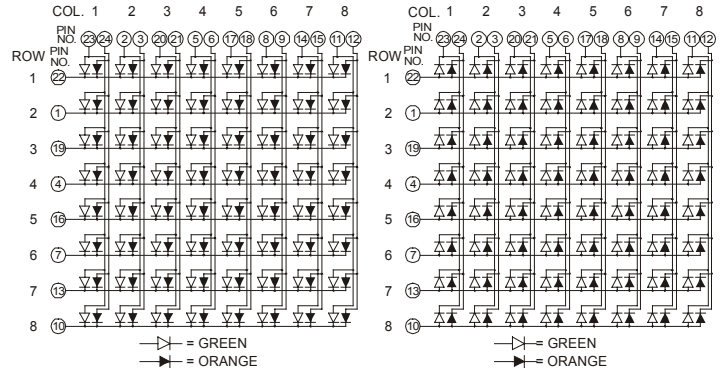 COL. 1 2 3 4 5 6 7 8
PIN NO. 23 24 2 3 20 21 5 6 17 18 8 9 14 15 11 12
ROW PIN NO.
1 22
2 1
3 19
4 4
5 16
6 7
7 13
8 10
= GREEN
= ORANGE
COL. 1 2 3 4 5 6 7 8
PIN NO. 23 24 2 3 20 21 5 6 17 18 8 9 14 15 11 12
ROW PIN NO.
1 22
2 1
3 19
4 4
5 16
6 7
7 13
8 10
= GREEN
= ORANGE